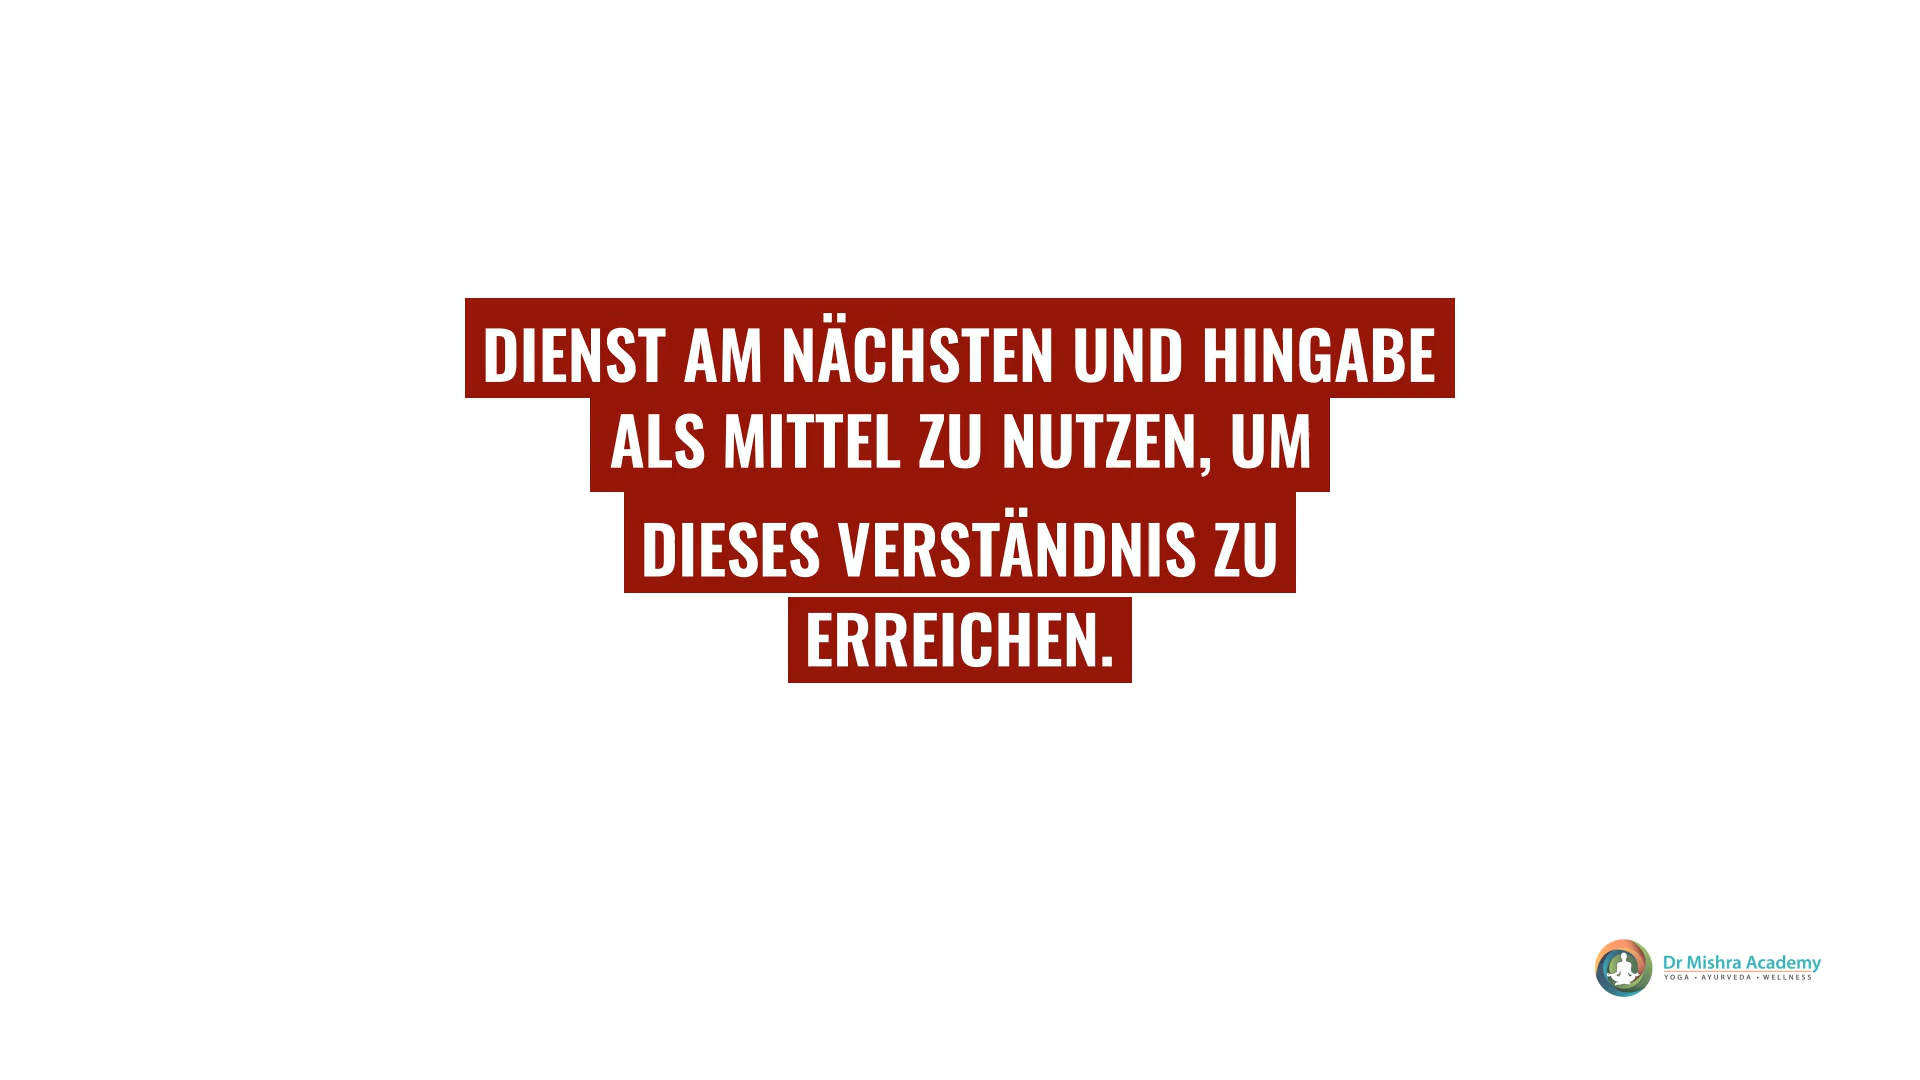 DIENST AM NÄCHSTEN UND HINGABE
ALS MITTEL ZU NUTZEN, UM
DIESES VERSTÄNDNIS ZU
ERREICHEN.
Dr Mishra Academy
YOGA • AYURVEDA • WELLNESS